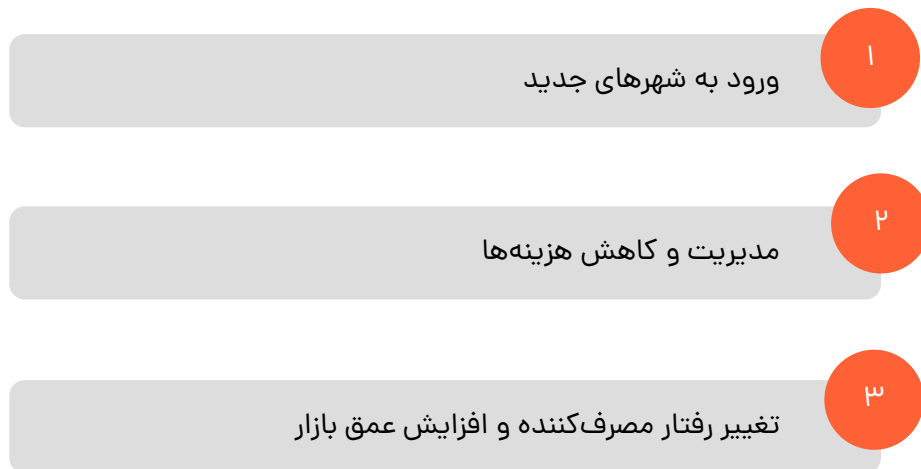 ۱
ورود به شهرهای جدید
۲
مدیریت و کاهش هزینه‌ها
۳
تغییر رفتار مصرف‌کننده و افزایش عمق بازار